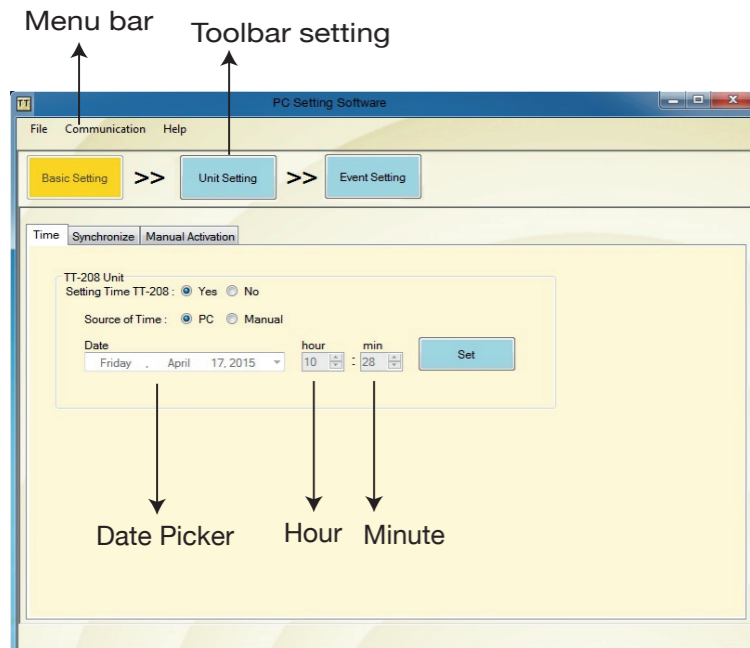 Menu bar
Toolbar setting
TT PC Setting Software
File Communication Help
Basic Setting >> Unit Setting >> Event Setting
Time Synchronize Manual Activation
TT-208 Unit
Setting Time TT-208 : Yes No
Source of Time : PC Manual
Date hour min
Friday , April 17, 2015 10 : 28 Set
Date Picker Hour Minute